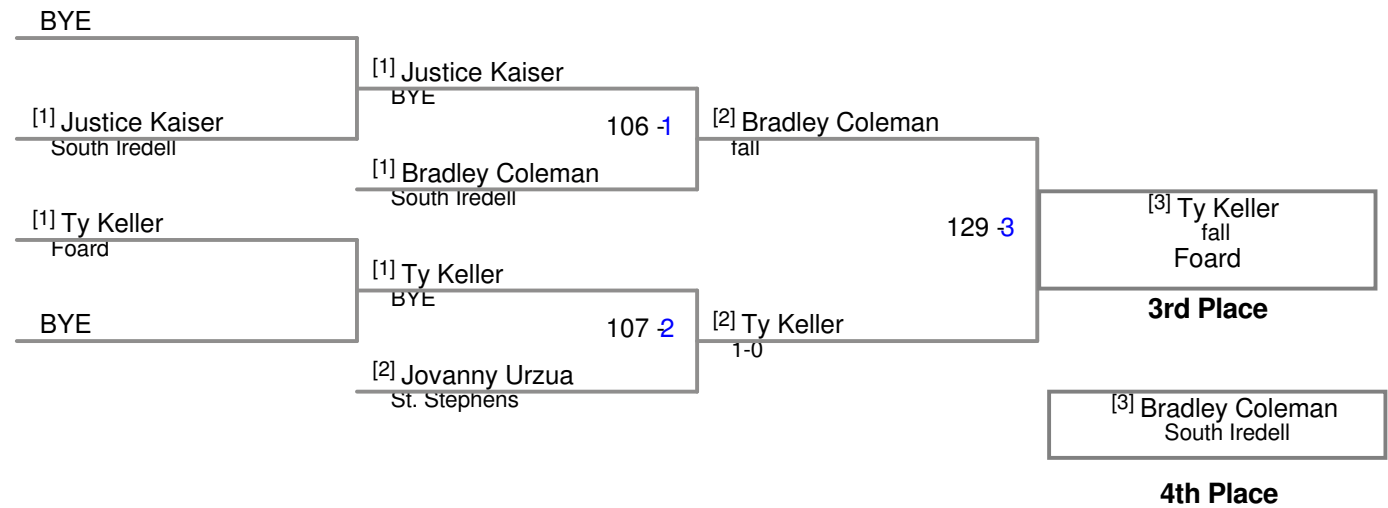 BYE
[1] Justice Kaiser
South Iredell
[1] Ty Keller
Foard
BYE
[1] Justice Kaiser
BYE
106 -1
[1] Bradley Coleman
South Iredell
[1] Ty Keller
BYE
107 -2
[2] Jovanny Urzua
St. Stephens
[2] Bradley Coleman
fall
129 -3
[2] Ty Keller
1-0
[3] Ty Keller
fall
Foard
3rd Place
[3] Bradley Coleman
South Iredell
4th Place